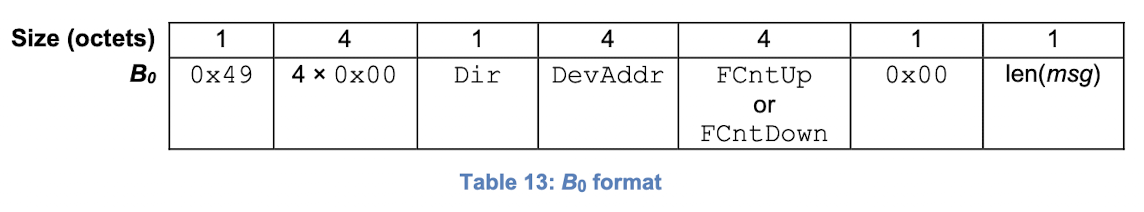 Size (octets) 1 4 1 4 4 1 1
B₀ 0x49 4 × 0x00 Dir DevAddr FCntUp 0x00 len(msg)
or
FCntDown
Table 13: B₀ format